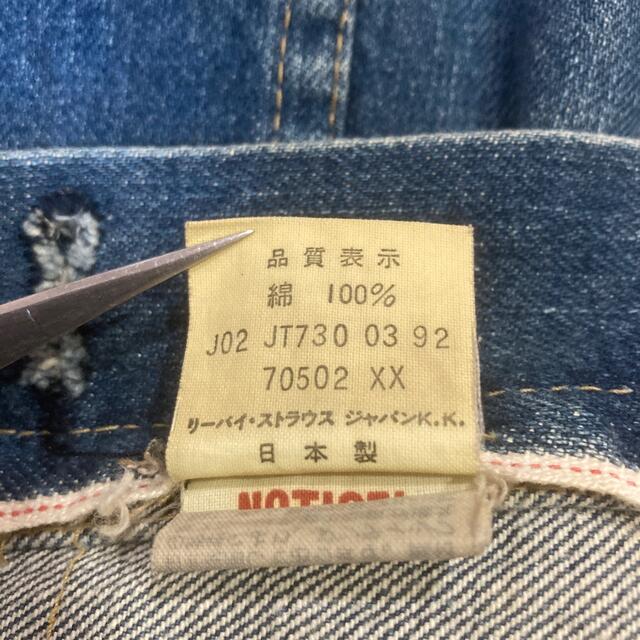 品質表示
綿 100%
J02 JT730 03 92
70502 XX
リーバイ・ストラウス ジャパンK.K.
日本製
NOTICE!